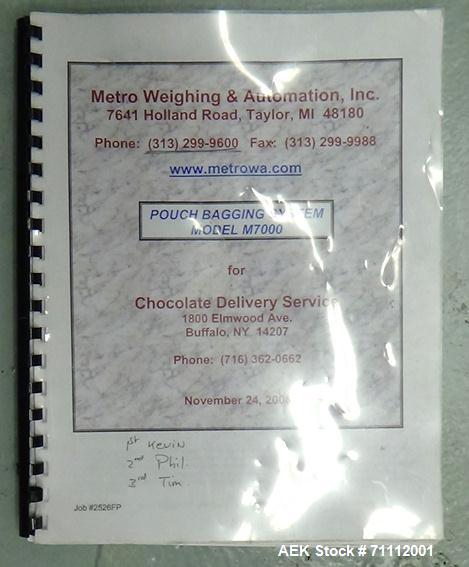 Metro Weighing & Automation, Inc.
7641 Holland Road, Taylor, MI 48180
Phone: (313) 299-9600 Fax: (313) 299-9988
www.metrowa.com
POUCH BAGGING SYSTEM
MODEL M7000
for
Chocolate Delivery Service
1800 Elmwood Ave.
Buffalo, NY 14207
Phone: (716) 362-0662
November 24,
1st Kevin
2nd Phil.
3rd Tim.
Job #2526FP
AEK Stock # 71112001